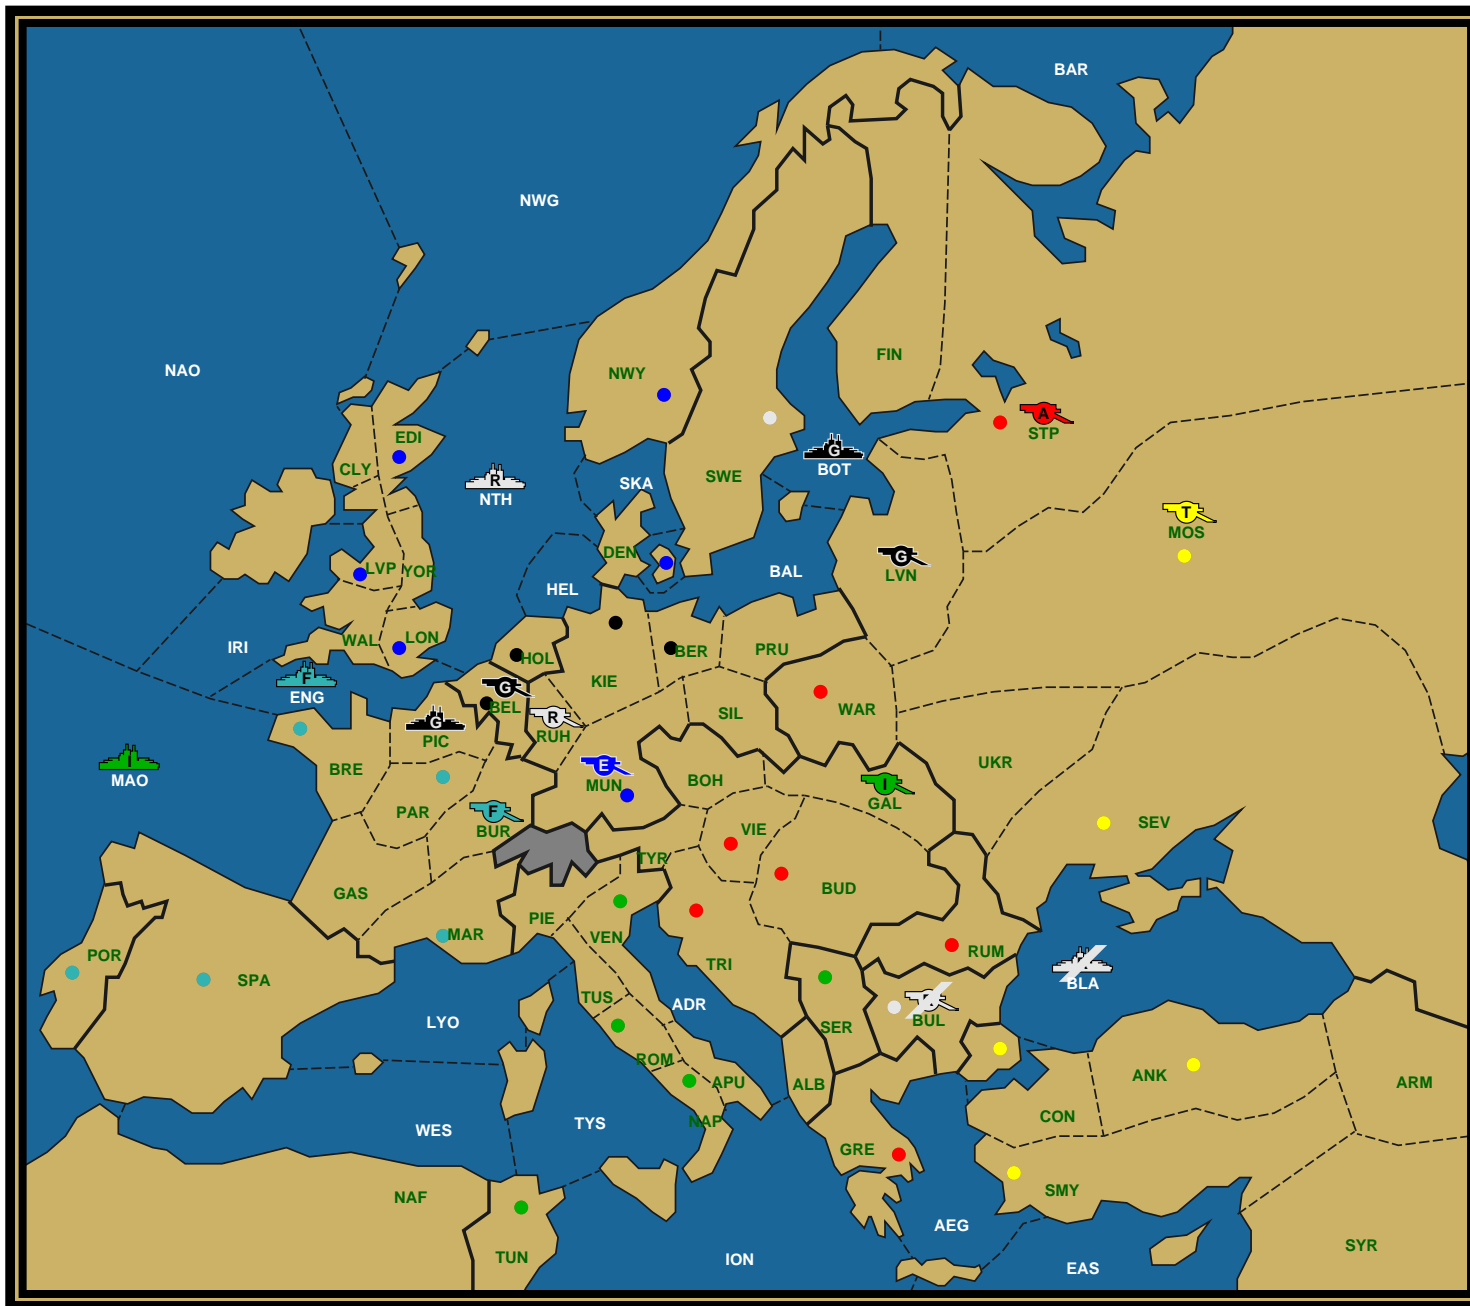 BAR
NWG
NAO
FIN
NWY
A
STP
EDI
G
BOT
CLY
SWE
R
NTH
SKA
T
MOS
DEN
G
LVN
LVP
YOR
BAL
HEL
IRI
WAL
LON
HOL
BER
PRU
F
ENG
KIE
G
BEL
WAR
G
PIC
R
RUH
SIL
I
MAO
BRE
E
MUN
BOH
I
GAL
UKR
PAR
F
BUR
VIE
SEV
TYR
BUD
GAS
PIE
MAR
VEN
POR
SPA
TRI
RUM
BLA
TUS
ADR
LYO
BUL
SER
ROM
APU
ALB
ANK
ARM
NAP
CON
WES
TYS
GRE
SMY
NAF
AEG
SYR
TUN
ION
EAS